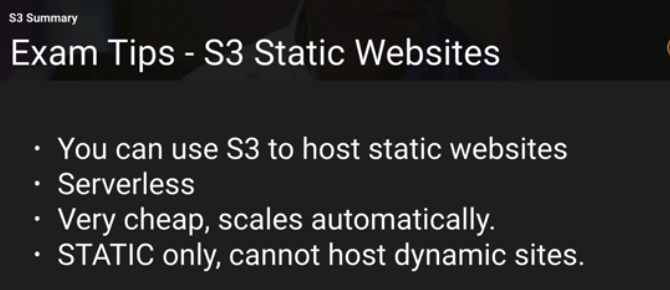 S3 Summary
Exam Tips - S3 Static Websites
• You can use S3 to host static websites
• Serverless
• Very cheap, scales automatically.
• STATIC only, cannot host dynamic sites.